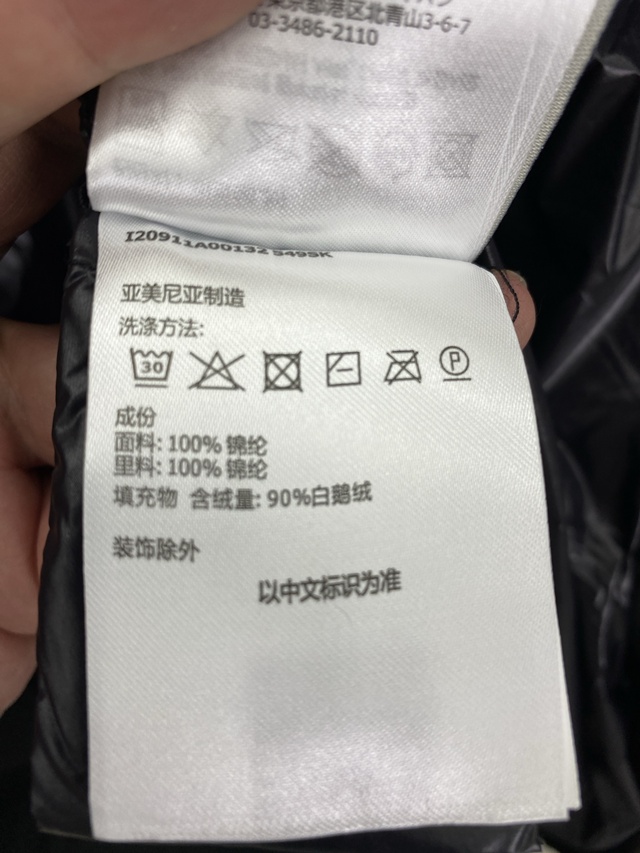 東京都港区北青山3-6-7
03-3486-2110
亚美尼亚制造
洗涤方法:
30
P
成份
面料: 100% 锦纶
里料: 100% 锦纶
填充物 含绒量: 90%白鹅绒
装饰除外
以中文标识为准